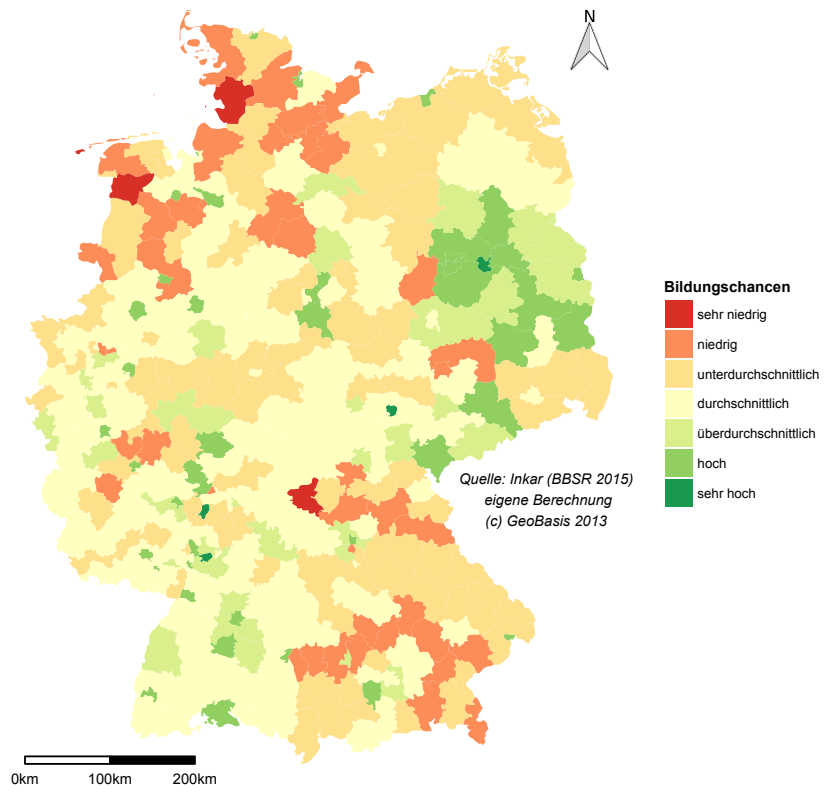 N
Bildungschancen
sehr niedrig
niedrig
unterdurchschnittlich
durchschnittlich
überdurchschnittlich
hoch
sehr hoch
Quelle: Inkar (BBSR 2015)
eigene Berechnung
(c) GeoBasis 2013
0km 100km 200km